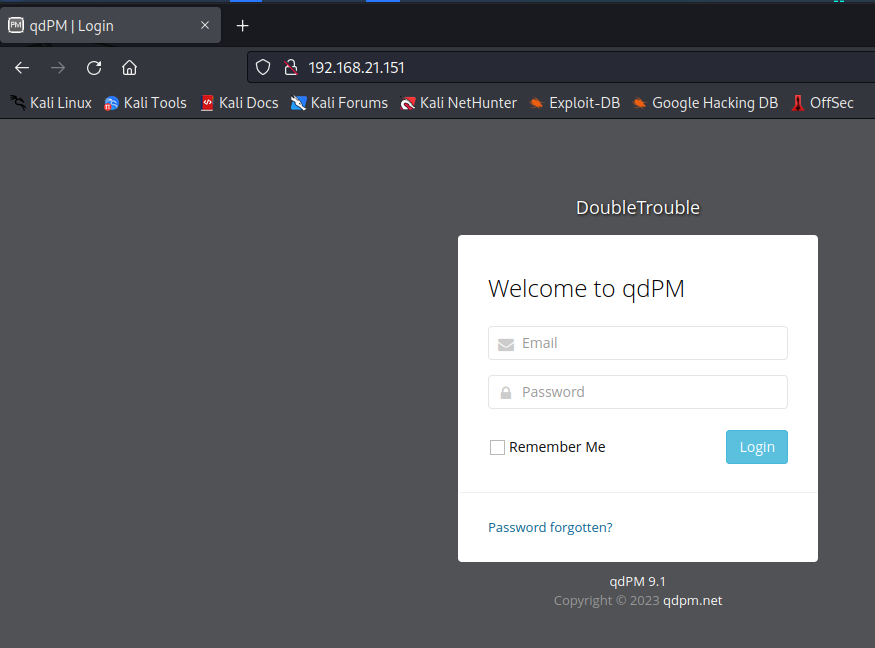 PM qdPM | Login
192.168.21.151
Kali Linux Kali Tools Kali Docs Kali Forums Kali NetHunter Exploit-DB Google Hacking DB OffSec
DoubleTrouble
Welcome to qdPM
Email
Password
Remember Me Login
Password forgotten?
qdPM 9.1
Copyright © 2023 qdpm.net